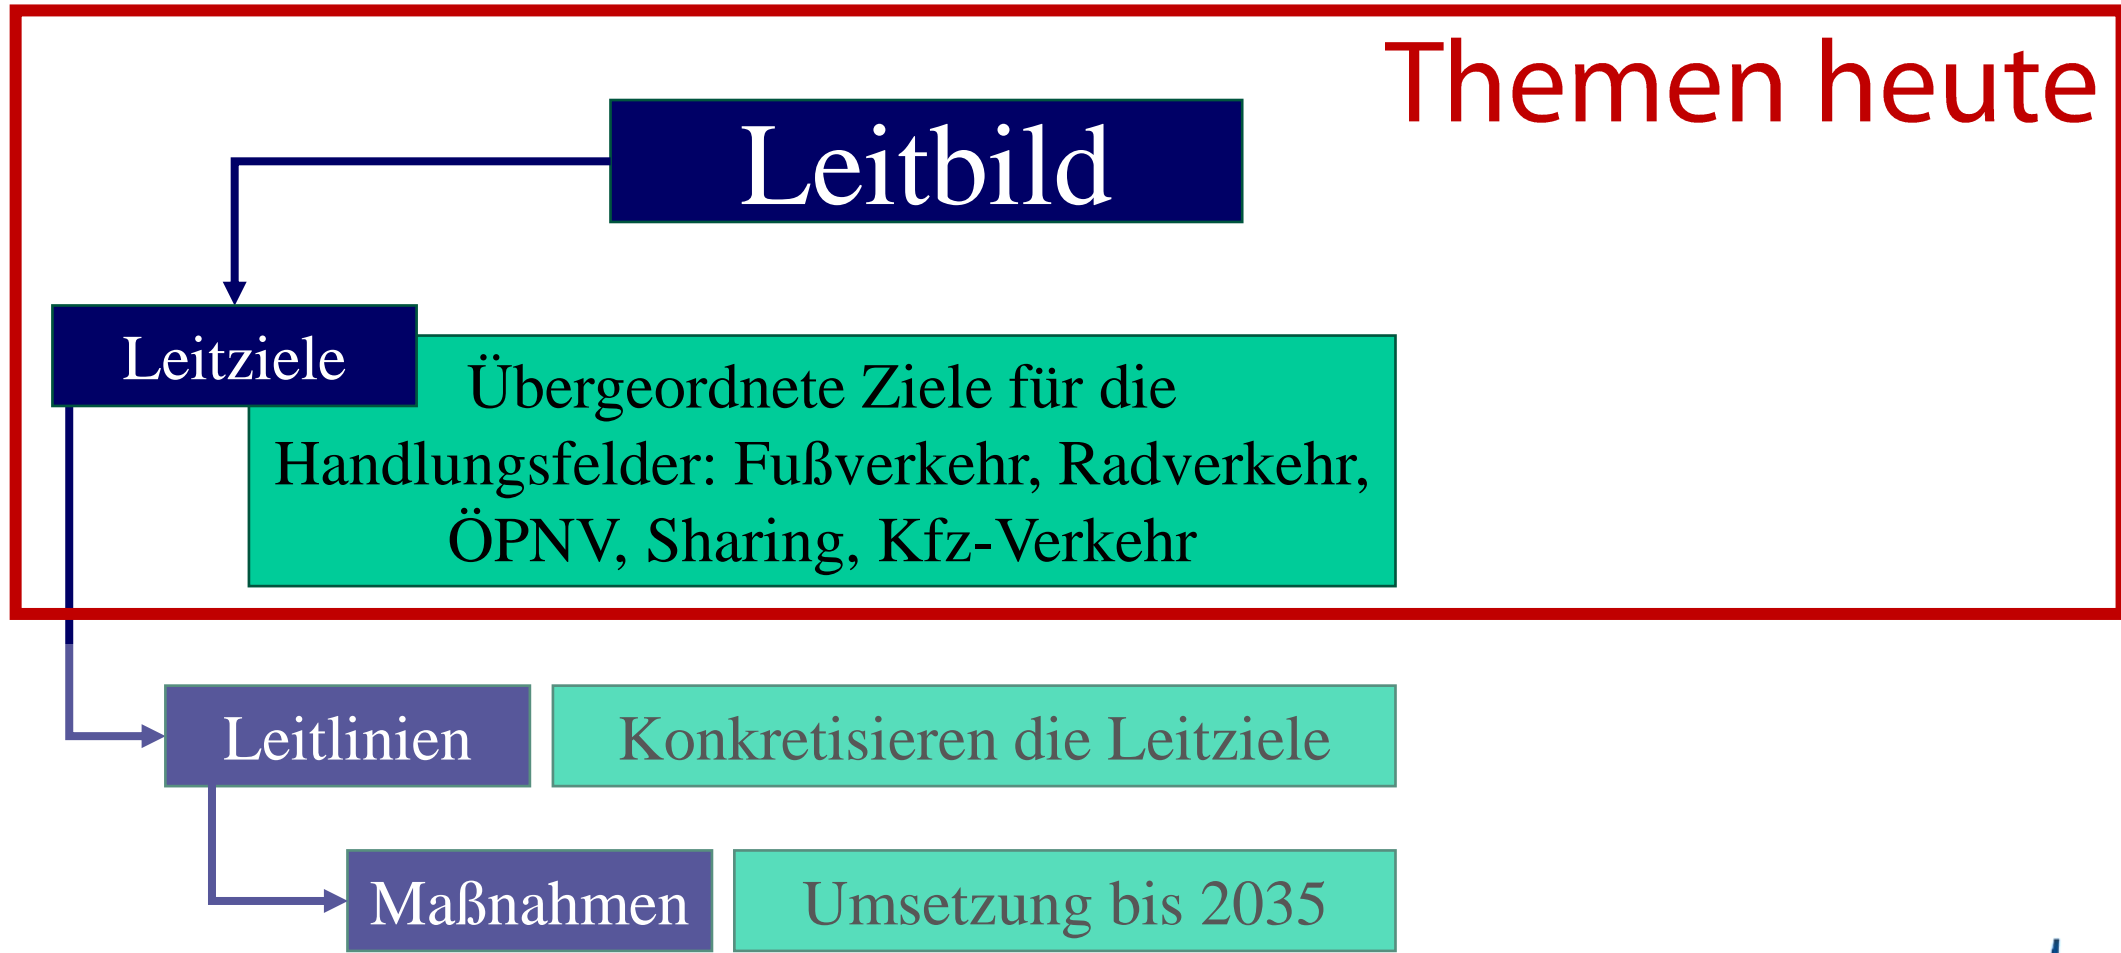 Themen heute
Leitbild
Leitziele
Übergeordnete Ziele für die
Handlungsfelder: Fußverkehr, Radverkehr,
ÖPNV, Sharing, Kfz-Verkehr
Leitlinien
Konkretisieren die Leitziele
Maßnahmen
Umsetzung bis 2035